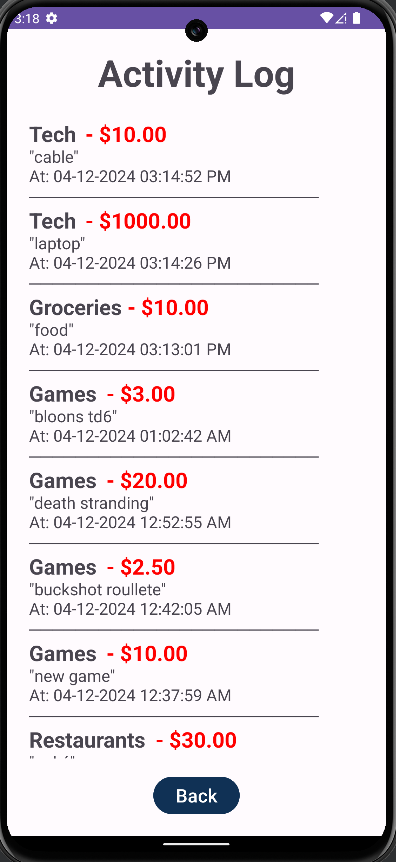 3:18
Activity Log
Tech - $10.00
"cable"
At: 04-12-2024 03:14:52 PM
Tech - $1000.00
"laptop"
At: 04-12-2024 03:14:26 PM
Groceries - $10.00
"food"
At: 04-12-2024 03:13:01 PM
Games - $3.00
"bloons td6"
At: 04-12-2024 01:02:42 AM
Games - $20.00
"death stranding"
At: 04-12-2024 12:52:55 AM
Games - $2.50
"buckshot roullete"
At: 04-12-2024 12:42:05 AM
Games - $10.00
"new game"
At: 04-12-2024 12:37:59 AM
Restaurants - $30.00
Back